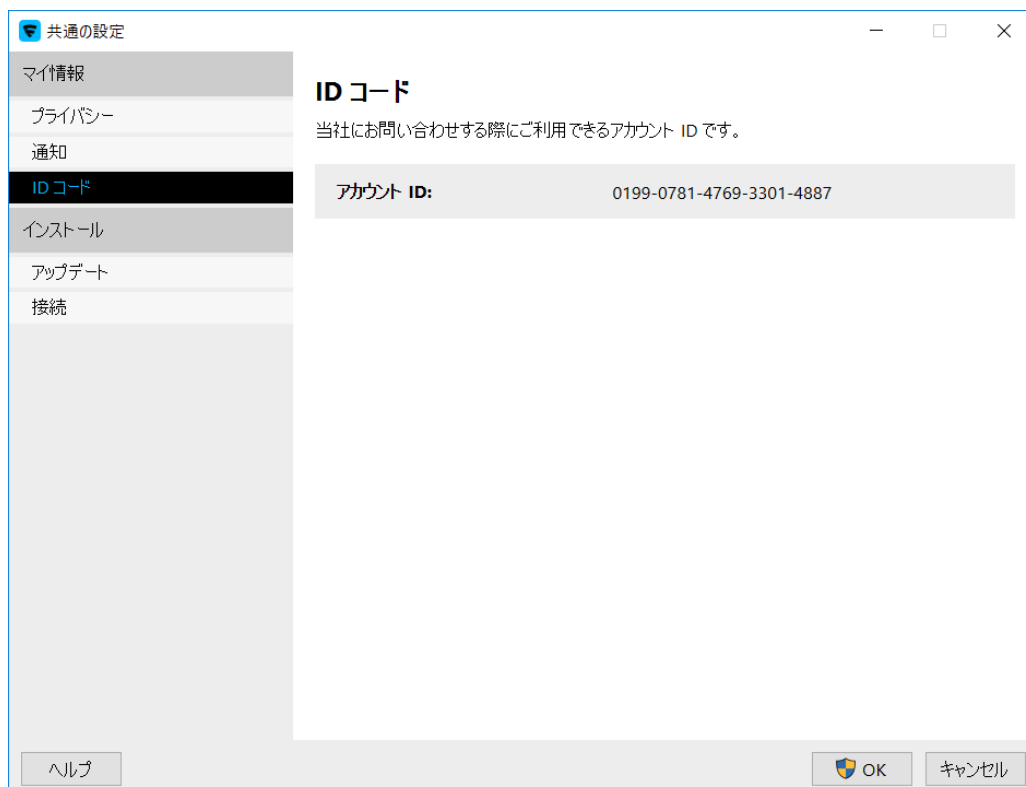 共通の設定
マイ情報
プライバシー
通知
ID コード
インストール
アップデート
接続
ID コード
当社にお問い合わせする際にご利用できるアカウント ID です。
アカウント ID: 0199-0781-4769-3301-4887
ヘルプ
OK
キャンセル